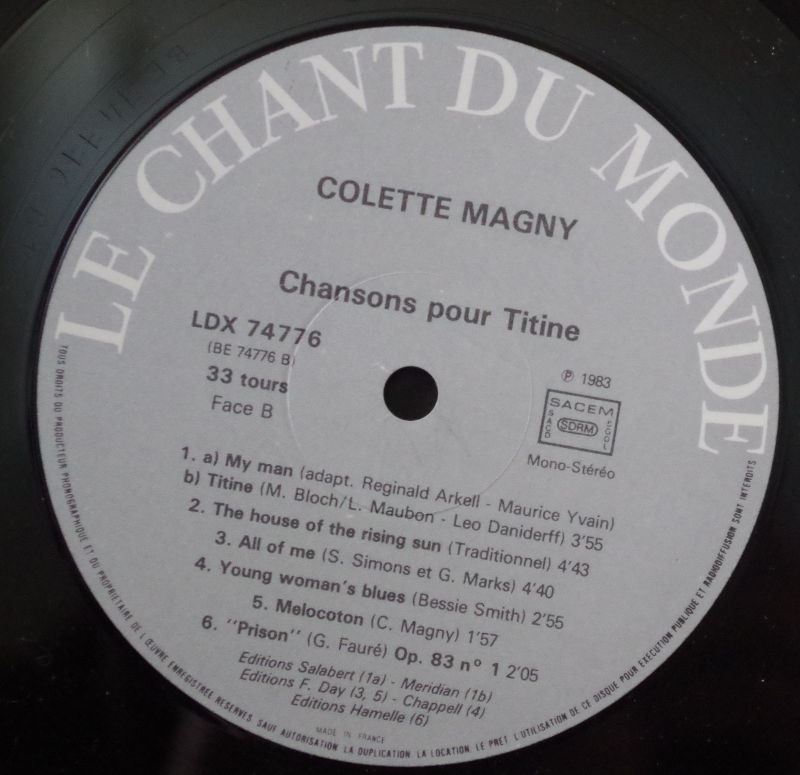 LE CHANT DU MONDE
COLETTE MAGNY
Chansons pour Titine
LDX 74776
(BE 74776 B)
33 tours
Face B
℗ 1983
SACEM
SACD
SDRM
SGDL
Mono-Stéréo
1. a) My man (adapt. Reginald Arkell - Maurice Yvain)
b) Titine (M. Bloch/L. Maubon - Leo Daniderff) 3'55
2. The house of the rising sun (Traditionnel) 4'43
3. All of me (S. Simons et G. Marks) 4'40
4. Young woman's blues (Bessie Smith) 2'55
5. Melocoton (C. Magny) 1'57
6. "Prison" (G. Fauré) Op. 83 nº 1 2'05
Editions Salabert (1a) - Meridian (1b)
Editions F. Day (3, 5) - Chappell (4)
Editions Hamelle (6)
MADE IN FRANCE
TOUS DROITS DU PRODUCTEUR PHONOGRAPHIQUE ET DU PROPRIETAIRE DE L'ŒUVRE ENREGISTREE RESERVES SAUF AUTORISATION LA DUPLICATION, LA LOCATION, LE PRET, L'UTILISATION DE CE DISQUE POUR EXECUTION PUBLIQUE ET RADIODIFFUSION SONT INTERDITS